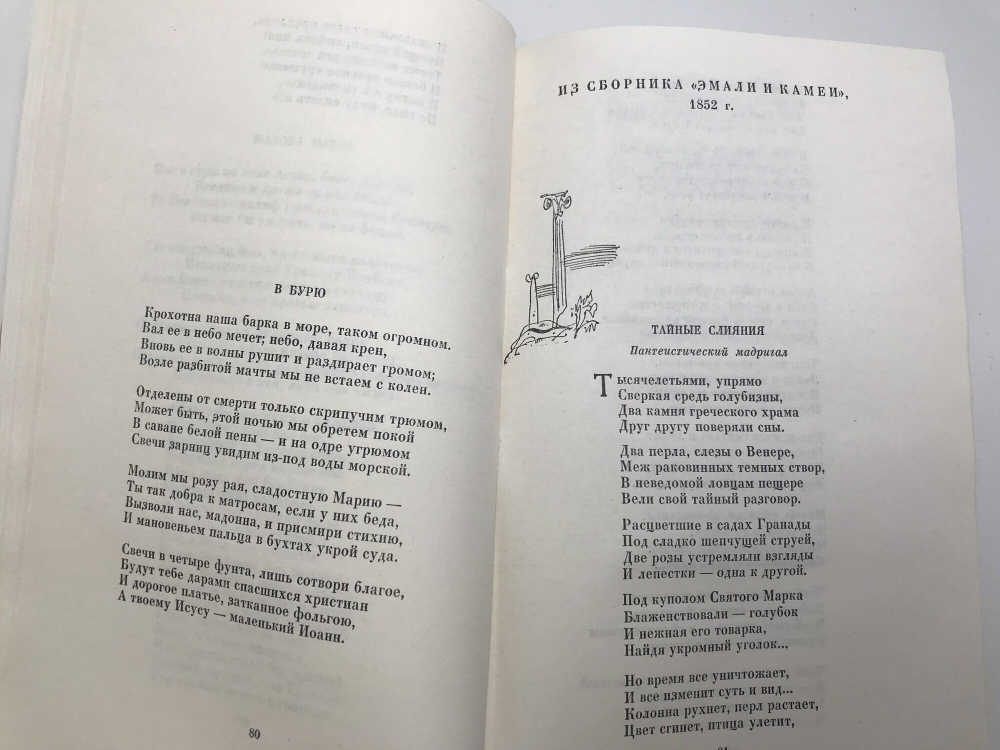 В БУРЮ
Крохотна наша барка в море, таком огромном.
Вал ее в небо мечет; небо, давая крен,
Вновь ее в волны рушит и раздирает громом;
Возле разбитой мачты мы не встаем с колен.
Отделены от смерти только скрипучим трюмом,
Может быть, этой ночью мы обретем покой
В саване белой пены — и на одре угрюмом
Свечи зарниц увидим из-под воды морской.
Молим мы розу рая, сладостную Марию —
Ты так добра к матросам, если у них беда,
Вызволи нас, мадонна, и присмири стихию,
И мановеньем пальца в бухтах укрой суда.
Свечи в четыре фунта, лишь сотвори благое,
Будут тебе дарами спасшихся христиан
И дорогое платье, затканное фольгою,
А твоему Исусу — маленький Иоанн.
80
ИЗ СБОРНИКА «ЭМАЛИ И КАМЕИ»,
1852 г.
ТАЙНЫЕ СЛИЯНИЯ
Пантеистический мадригал
Тысячелетьями, упрямо
Сверкая средь голубизны,
Два камня греческого храма
Друг другу поверяли сны.
Два перла, слезы о Венере,
Меж раковинных темных створ,
В неведомой ловцам пещере
Вели свой тайный разговор.
Расцветшие в садах Гранады
Под сладко шепчущей струей,
Две розы устремляли взгляды
И лепестки — одна к другой.
Под куполом Святого Марка
Блаженствовали — голубок
И нежная его товарка,
Найдя укромный уголок...
Но время все уничтожает,
И все изменит суть и вид...
Колонна рухнет, перл растает,
Цвет сгинет, птица улетит,